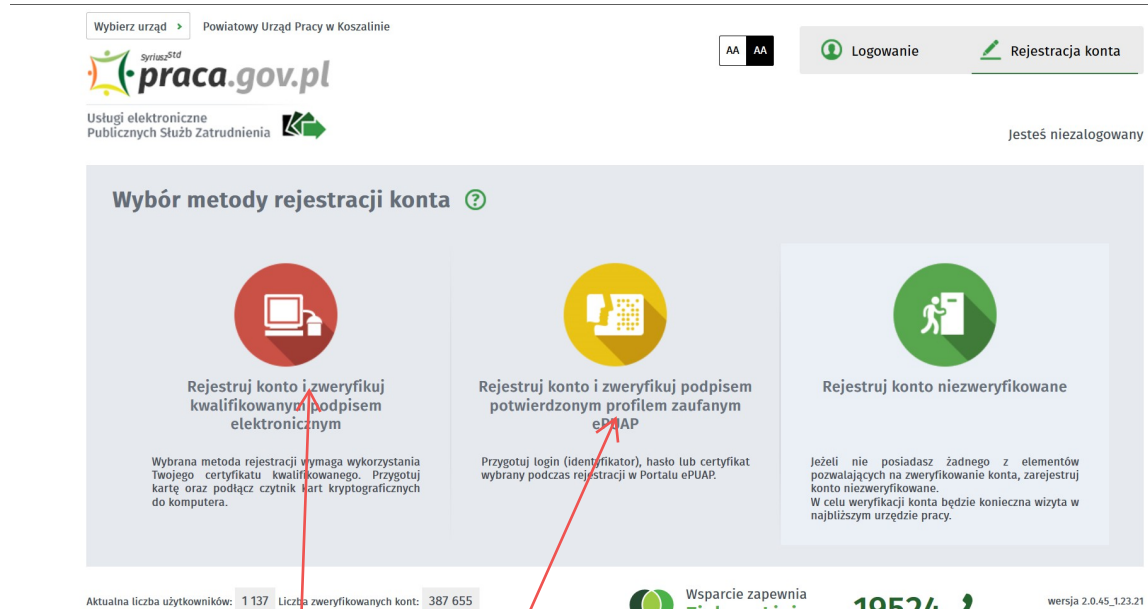 Wybierz urząd > Powiatowy Urząd Pracy w Koszalinie
AA AA
Logowanie
Rejestracja konta
Syriusz Std
praca.gov.pl
Usługi elektroniczne
Publicznych Służb Zatrudnienia
Jesteś niezalogowany
Wybór metody rejestracji konta ?
Rejestruj konto i zweryfikuj
kwalifikowanym podpisem
elektronicznym
Wybrana metoda rejestracji wymaga wykorzystania
Twojego certyfikatu kwalifikowanego. Przygotuj
kartę oraz podłącz czytnik kart kryptograficznych
do komputera.
Rejestruj konto i zweryfikuj podpisem
potwierdzonym profilem zaufanym
ePUAP
Przygotuj login (identyfikator), hasło lub certyfikat
wybrany podczas rejestracji w Portalu ePUAP.
Rejestruj konto niezweryfikowane
Jeżeli nie posiadasz żadnego z elementów
pozwalających na zweryfikowanie konta, zarejestruj
konto niezweryfikowane.
W celu weryfikacji konta będzie konieczna wizyta w
najbliższym urzędzie pracy.
Aktualna liczba użytkowników: 1 137 Liczba zweryfikowanych kont: 387 655
Wsparcie zapewnia
19524
wersja 2.0.45_1.23.2